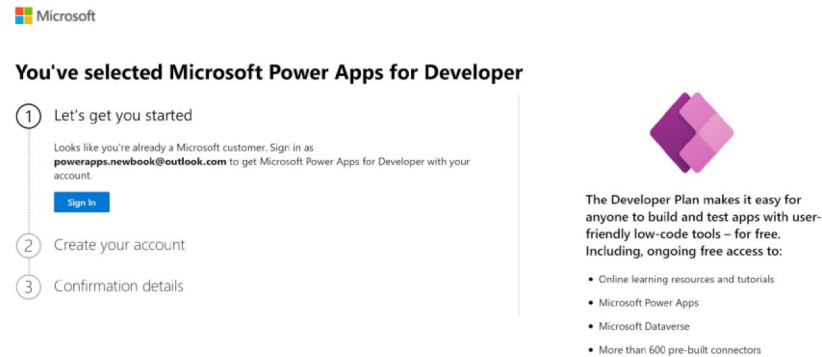 Microsoft
You've selected Microsoft Power Apps for Developer
1 Let's get you started
Looks like you're already a Microsoft customer. Sign in as
powerapps.newbook@outlook.com to get Microsoft Power Apps for Developer with your
account.
Sign In
2 Create your account
3 Confirmation details
The Developer Plan makes it easy for
anyone to build and test apps with user-
friendly low-code tools – for free.
Including, ongoing free access to:
• Online learning resources and tutorials
• Microsoft Power Apps
• Microsoft Dataverse
• More than 600 pre-built connectors